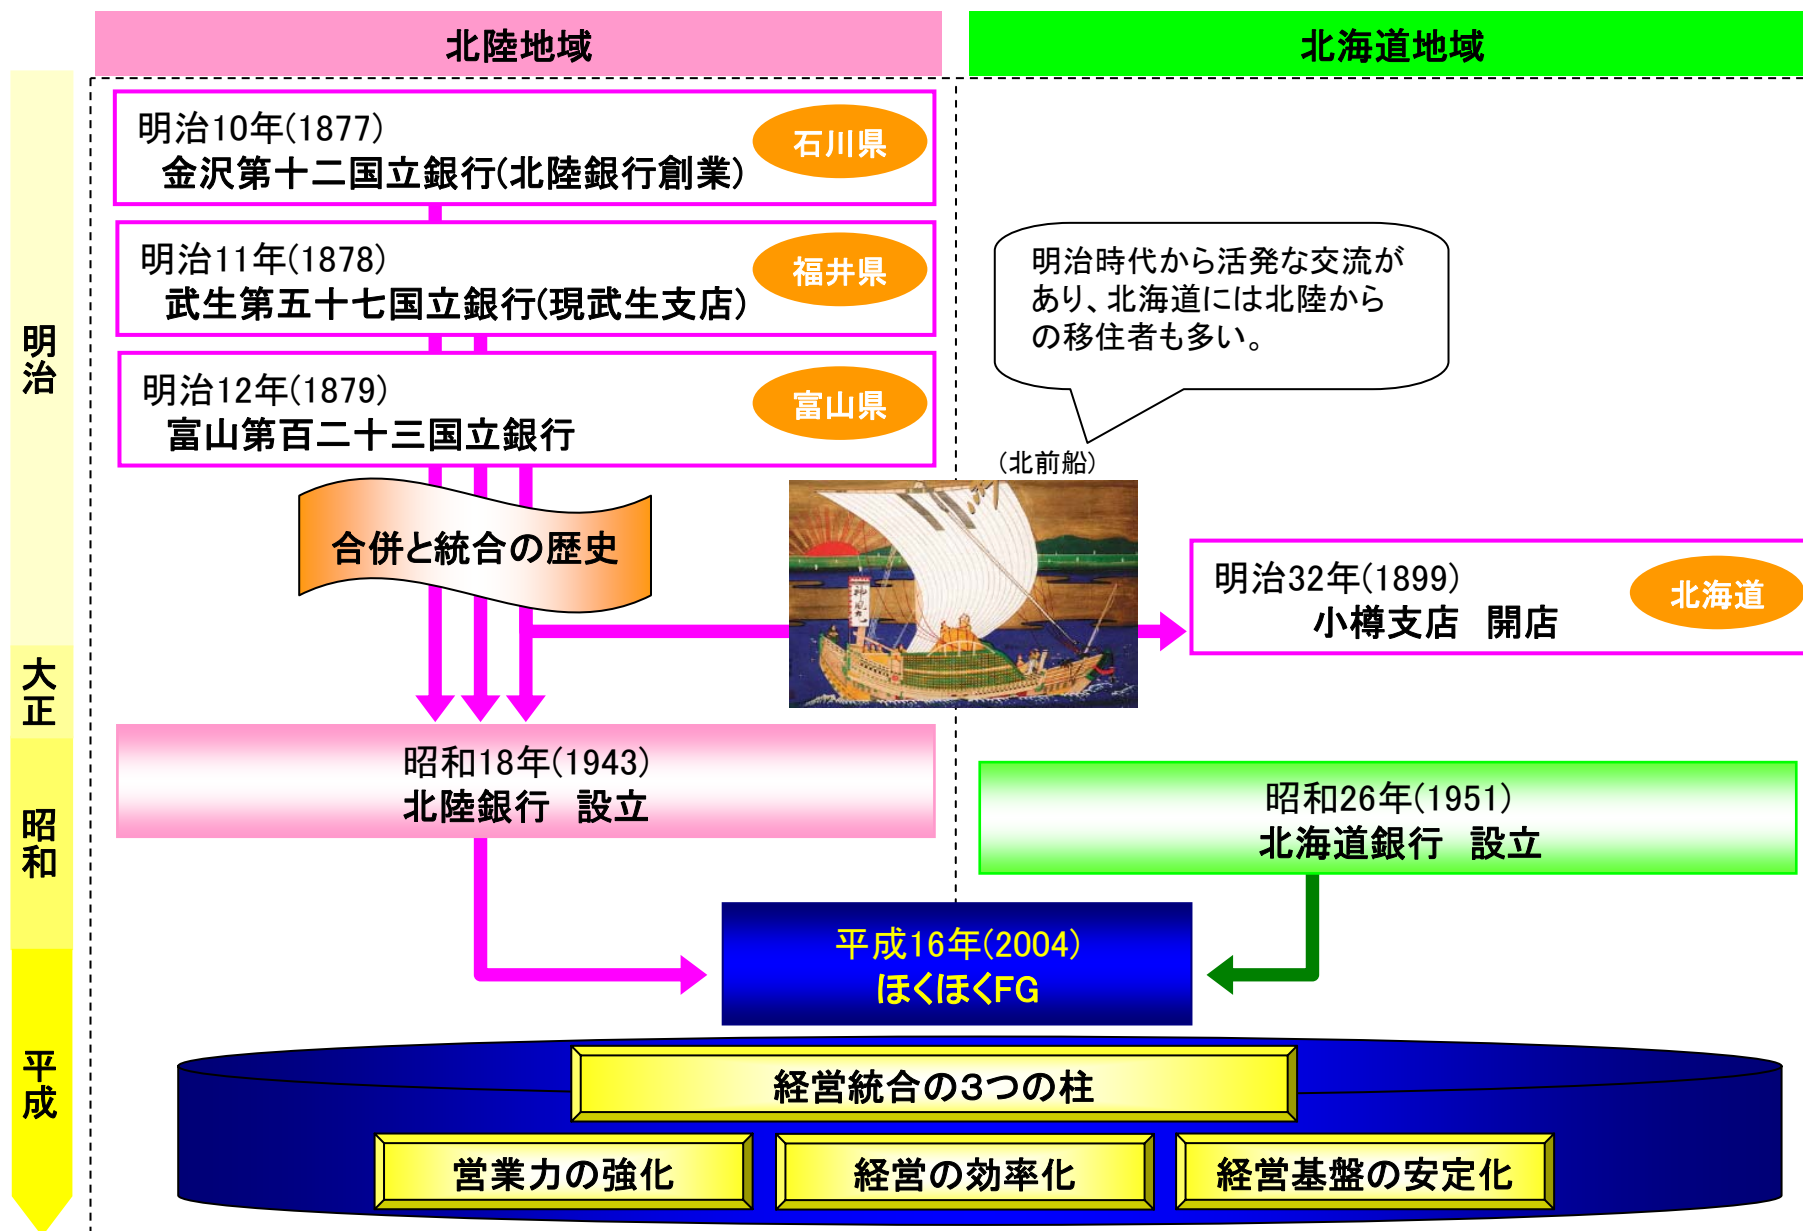 北陸地域
北海道地域
明治
大正
昭和
平成
明治10年(1877)
金沢第十二国立銀行(北陸銀行創業)
石川県
明治11年(1878)
武生第五十七国立銀行(現武生支店)
福井県
明治12年(1879)
富山第百二十三国立銀行
富山県
合併と統合の歴史
明治時代から活発な交流が
あり、北海道には北陸から
の移住者も多い。
(北前船)
明治32年(1899)
小樽支店　開店
北海道
昭和18年(1943)
北陸銀行　設立
昭和26年(1951)
北海道銀行　設立
平成16年(2004)
ほくほくFG
経営統合の3つの柱
営業力の強化
経営の効率化
経営基盤の安定化